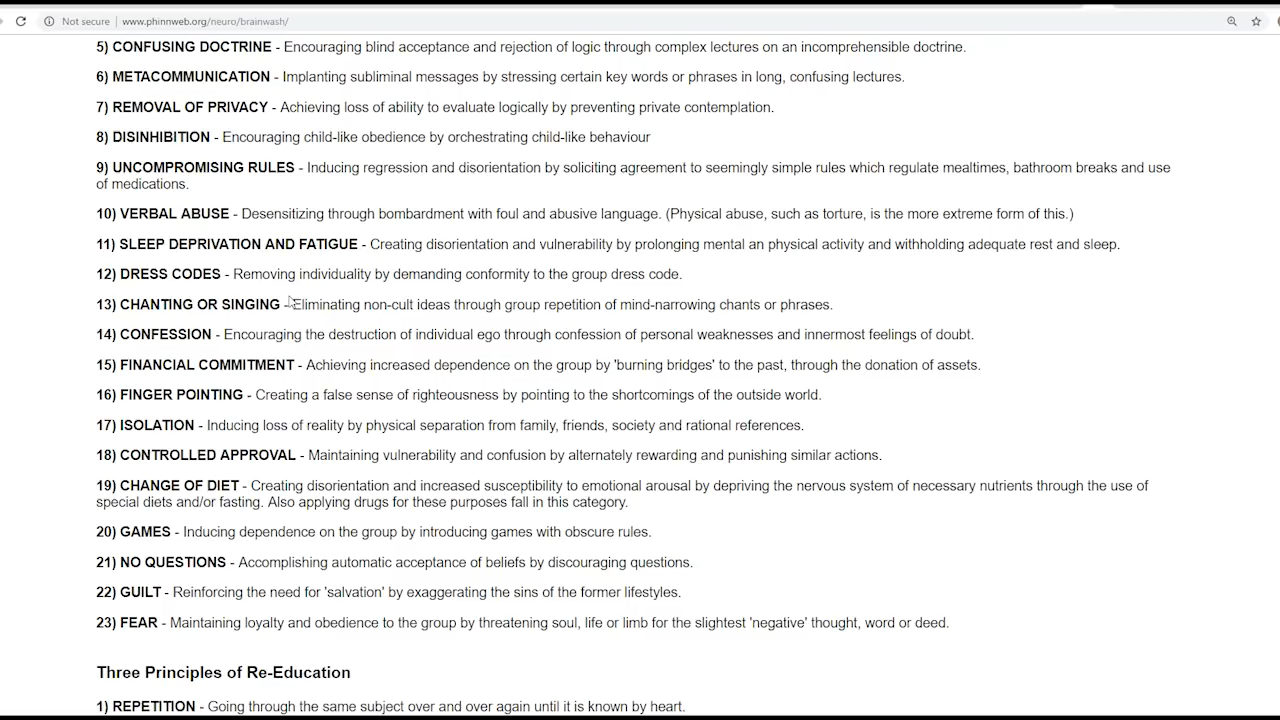 Not secure | www.phinnweb.org/neuro/brainwash/
5) CONFUSING DOCTRINE - Encouraging blind acceptance and rejection of logic through complex lectures on an incomprehensible doctrine.
6) METACOMMUNICATION - Implanting subliminal messages by stressing certain key words or phrases in long, confusing lectures.
7) REMOVAL OF PRIVACY - Achieving loss of ability to evaluate logically by preventing private contemplation.
8) DISINHIBITION - Encouraging child-like obedience by orchestrating child-like behaviour
9) UNCOMPROMISING RULES - Inducing regression and disorientation by soliciting agreement to seemingly simple rules which regulate mealtimes, bathroom breaks and use
of medications.
10) VERBAL ABUSE - Desensitizing through bombardment with foul and abusive language. (Physical abuse, such as torture, is the more extreme form of this.)
11) SLEEP DEPRIVATION AND FATIGUE - Creating disorientation and vulnerability by prolonging mental an physical activity and withholding adequate rest and sleep.
12) DRESS CODES - Removing individuality by demanding conformity to the group dress code.
13) CHANTING OR SINGING - Eliminating non-cult ideas through group repetition of mind-narrowing chants or phrases.
14) CONFESSION - Encouraging the destruction of individual ego through confession of personal weaknesses and innermost feelings of doubt.
15) FINANCIAL COMMITMENT - Achieving increased dependence on the group by 'burning bridges' to the past, through the donation of assets.
16) FINGER POINTING - Creating a false sense of righteousness by pointing to the shortcomings of the outside world.
17) ISOLATION - Inducing loss of reality by physical separation from family, friends, society and rational references.
18) CONTROLLED APPROVAL - Maintaining vulnerability and confusion by alternately rewarding and punishing similar actions.
19) CHANGE OF DIET - Creating disorientation and increased susceptibility to emotional arousal by depriving the nervous system of necessary nutrients through the use of
special diets and/or fasting. Also applying drugs for these purposes fall in this category.
20) GAMES - Inducing dependence on the group by introducing games with obscure rules.
21) NO QUESTIONS - Accomplishing automatic acceptance of beliefs by discouraging questions.
22) GUILT - Reinforcing the need for 'salvation' by exaggerating the sins of the former lifestyles.
23) FEAR - Maintaining loyalty and obedience to the group by threatening soul, life or limb for the slightest 'negative' thought, word or deed.
Three Principles of Re-Education
1) REPETITION - Going through the same subject over and over again until it is known by heart.